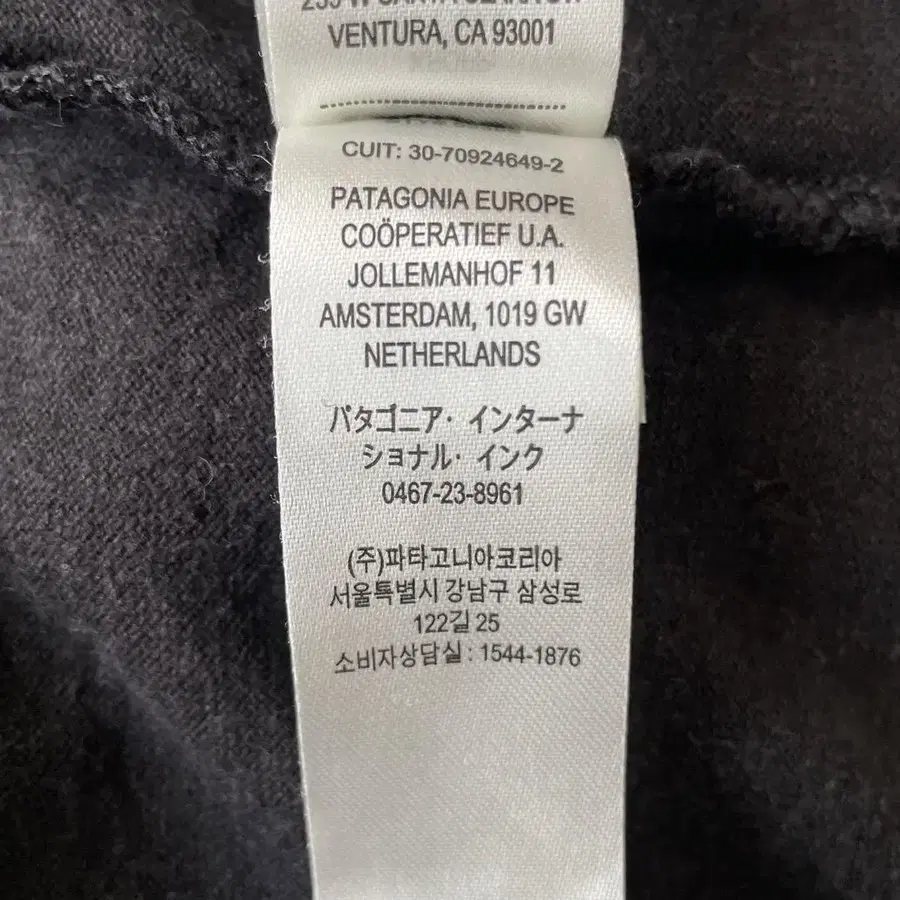 VENTURA, CA 93001
CUIT: 30-70924649-2
PATAGONIA EUROPE
COÖPERATIEF U.A.
JOLLEMANHOF 11
AMSTERDAM, 1019 GW
NETHERLANDS
パタゴニア・インターナ
ショナル・インク
0467-23-8961
(주)파타고니아코리아
서울특별시 강남구 삼성로
122길 25
소비자상담실 : 1544-1876